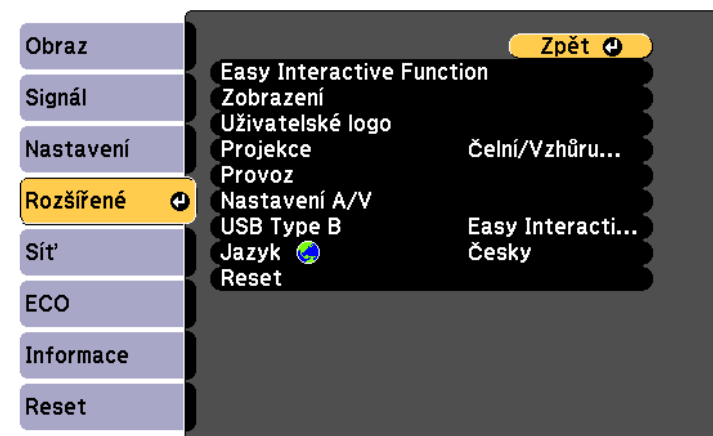 Obraz
Signál
Nastavení
Rozšířené
Síť
ECO
Informace
Reset
Zpět
Easy Interactive Function
Zobrazení
Uživatelské logo
Projekce Čelní/Vzhůru...
Provoz
Nastavení A/V
USB Type B Easy Interacti...
Jazyk Česky
Reset